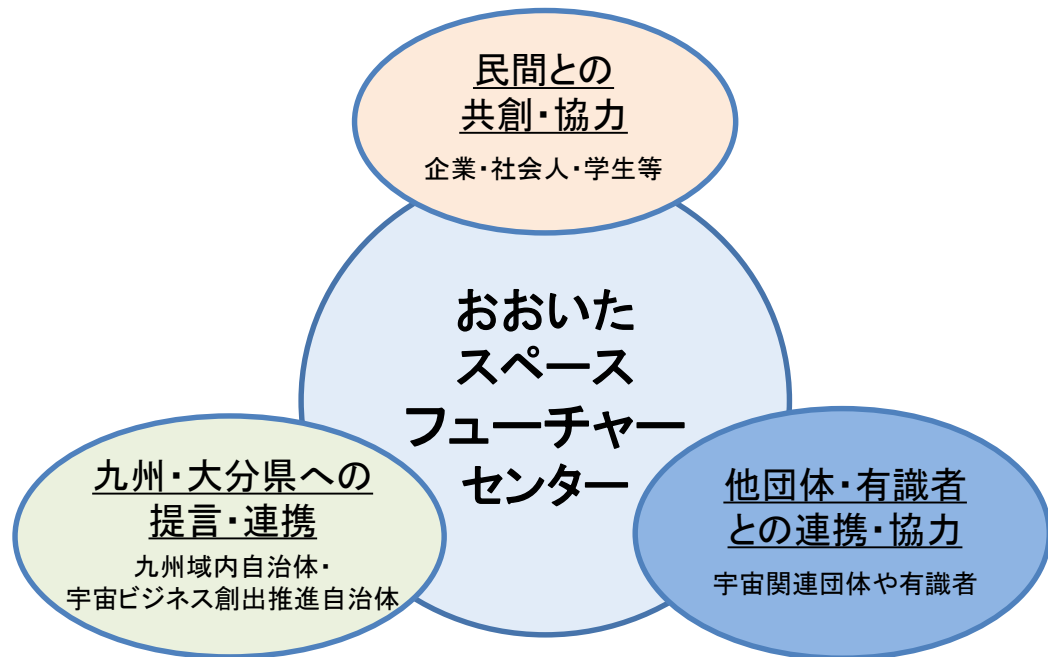 民間との
共創・協力
企業・社会人・学生等
おおいた
スペース
フューチャー
センター
九州・大分県への
提言・連携
九州域内自治体・
宇宙ビジネス創出推進自治体
他団体・有識者
との連携・協力
宇宙関連団体や有識者